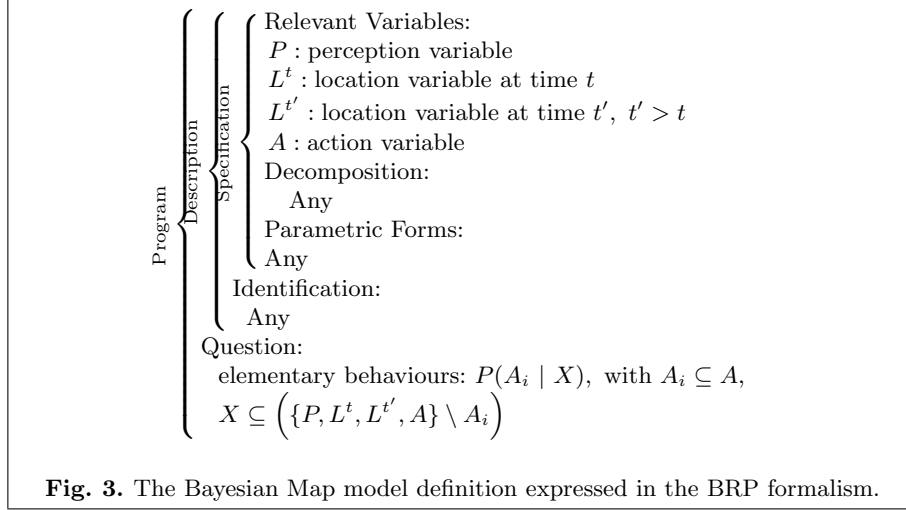 Program
Description
Specification
Relevant Variables:
P : perception variable
L^t : location variable at time t
L^{t'} : location variable at time t', t' > t
A : action variable
Decomposition:
Any
Parametric Forms:
Any
Identification:
Any
Question:
elementary behaviours: P(A_i | X), with A_i ⊆ A,
X ⊆ ({P, L^t, L^{t'}, A} \ A_i)
Fig. 3. The Bayesian Map model definition expressed in the BRP formalism.